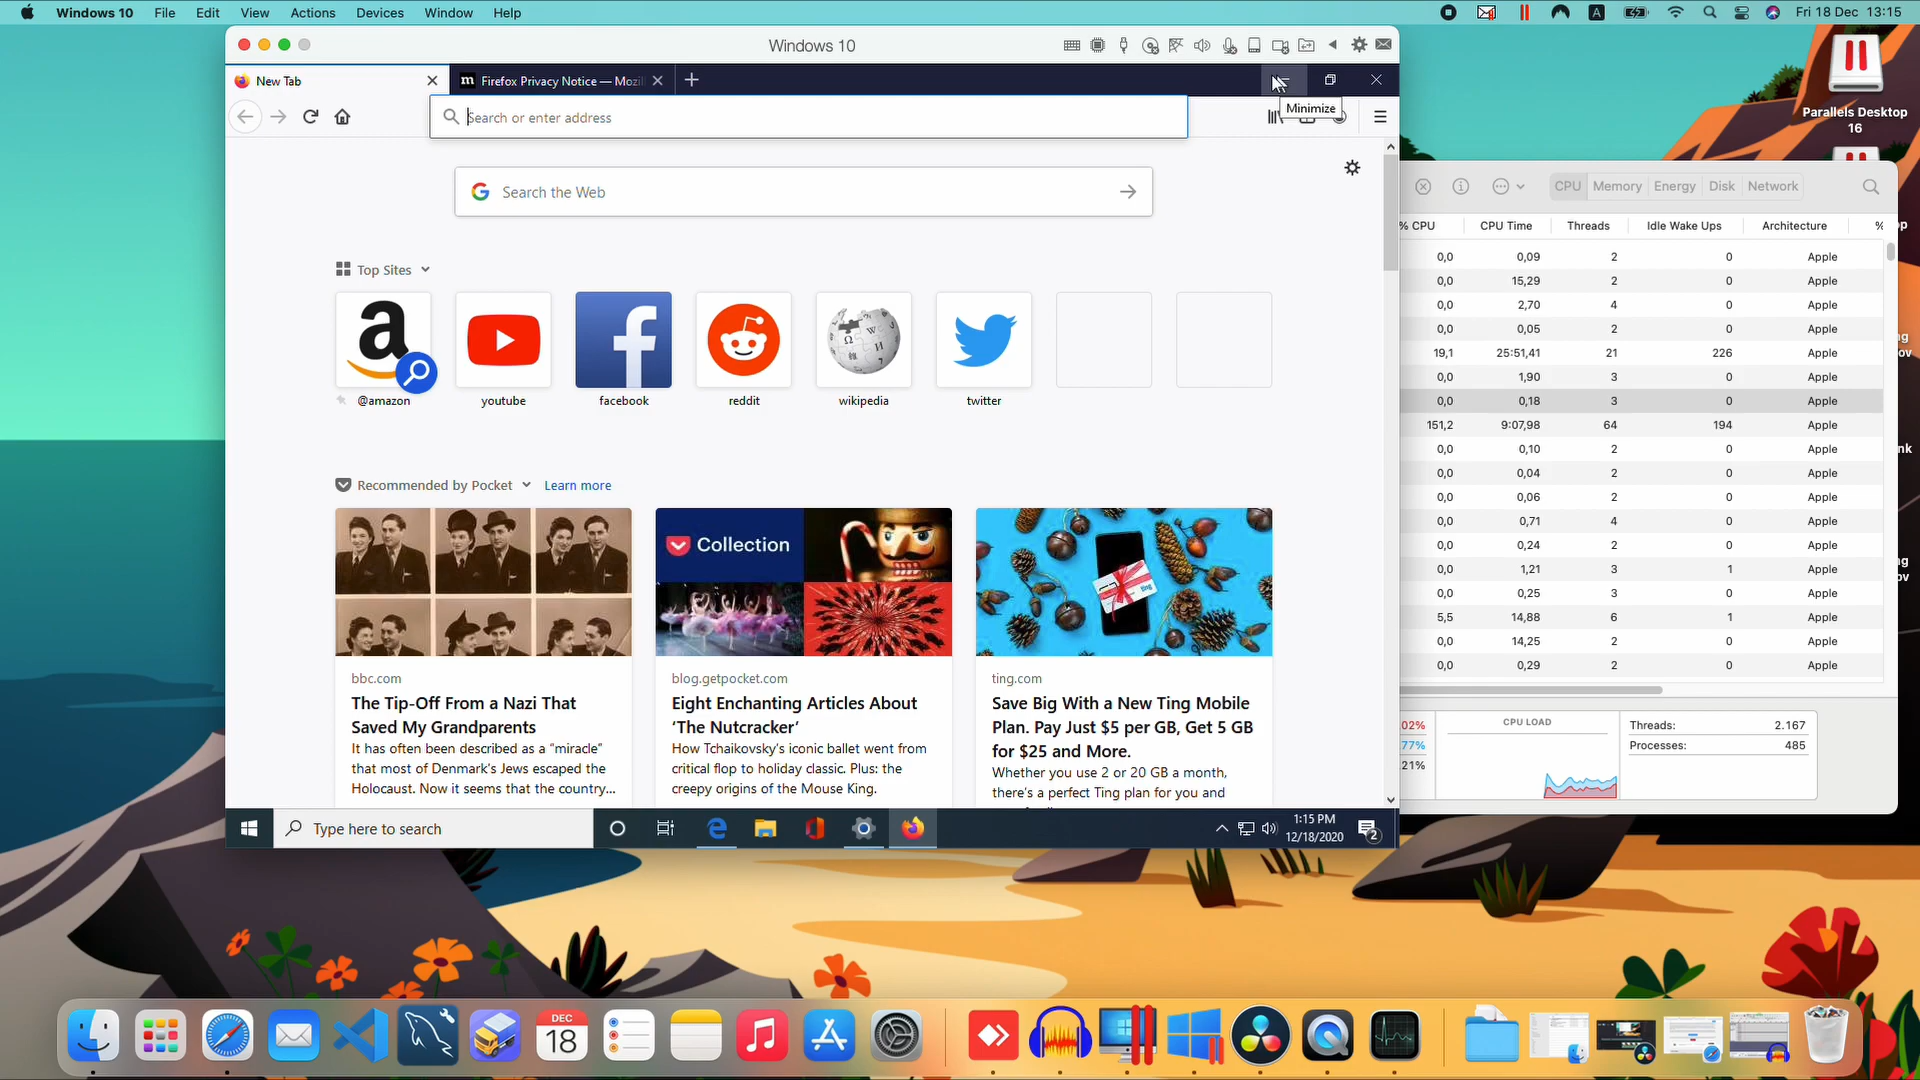 Windows 10 File Edit View Actions Devices Window Help A Fri 18 Dec 13:15
Windows 10
New Tab
m Firefox Privacy Notice — Mozil
Search or enter address
Minimize
Search the Web
Top Sites
@amazon youtube facebook reddit wikipedia twitter
Recommended by Pocket Learn more
Collection
ting
bbc.com
The Tip-Off From a Nazi That
Saved My Grandparents
It has often been described as a “miracle”
that most of Denmark’s Jews escaped the
Holocaust. Now it seems that the country...
blog.getpocket.com
Eight Enchanting Articles About
‘The Nutcracker’
How Tchaikovsky’s iconic ballet went from
critical flop to holiday classic. Plus: the
creepy origins of the Mouse King.
ting.com
Save Big With a New Ting Mobile
Plan. Pay Just $5 per GB, Get 5 GB
for $25 and More.
Whether you use 2 or 20 GB a month,
there’s a perfect Ting plan for you and
Type here to search
1:15 PM
12/18/2020
2
Parallels Desktop
16
CPU Memory Energy Disk Network
% CPU CPU Time Threads Idle Wake Ups Architecture %
0,0 0,09 2 0 Apple
0,0 15,29 2 0 Apple
0,0 2,70 4 0 Apple
0,0 0,05 2 0 Apple
19,1 25:51,41 21 226 Apple
0,0 1,90 3 0 Apple
0,0 0,18 3 0 Apple
151,2 9:07,98 64 194 Apple
0,0 0,10 2 0 Apple
0,0 0,04 2 0 Apple
0,0 0,06 2 0 Apple
0,0 0,71 4 0 Apple
0,0 0,24 2 0 Apple
0,0 1,21 3 1 Apple
0,0 0,25 3 0 Apple
5,5 14,88 6 1 Apple
0,0 14,25 2 0 Apple
0,0 0,29 2 0 Apple
02%
77%
21%
CPU LOAD
Threads: 2.167
Processes: 485
DEC
18